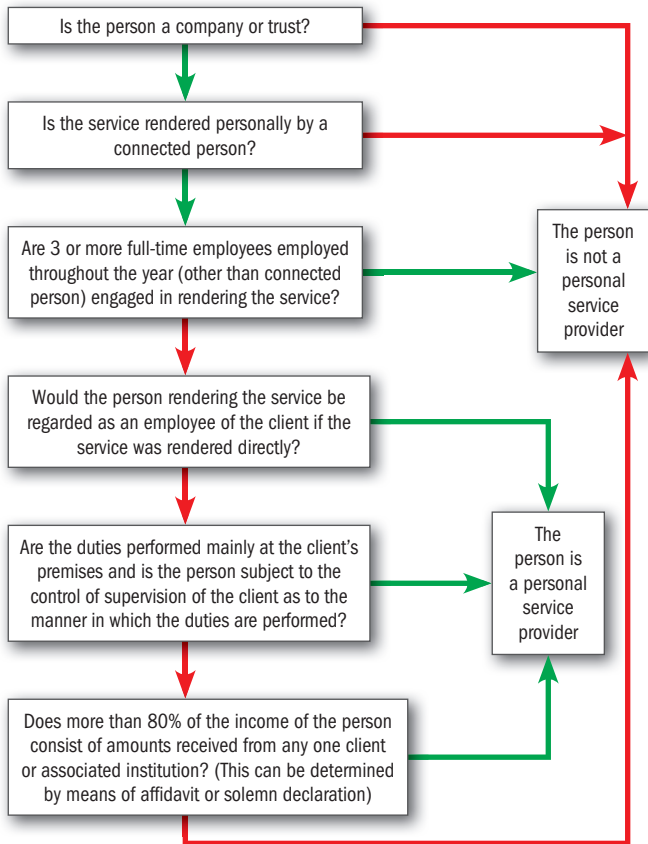 Is the person a company or trust?
Is the service rendered personally by a
connected person?
Are 3 or more full-time employees employed
throughout the year (other than connected
person) engaged in rendering the service?
The person
is not a
personal
service
provider
Would the person rendering the service be
regarded as an employee of the client if the
service was rendered directly?
Are the duties performed mainly at the client's
premises and is the person subject to the
control of supervision of the client as to the
manner in which the duties are performed?
The
person is
a personal
service
provider
Does more than 80% of the income of the person
consist of amounts received from any one client
or associated institution? (This can be determined
by means of affidavit or solemn declaration)